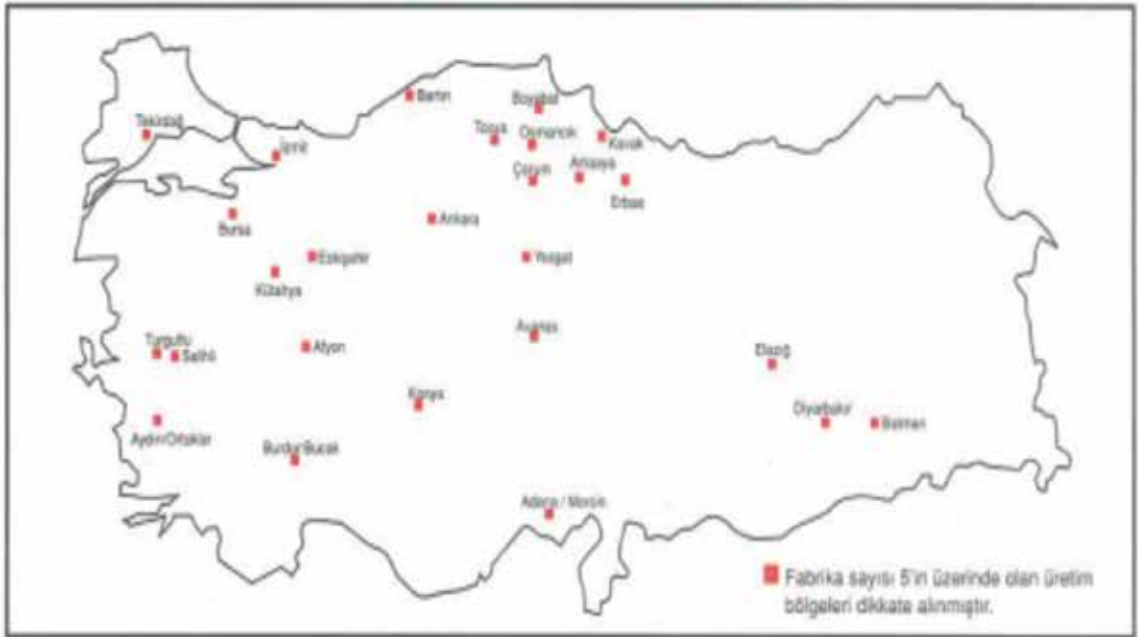 Bartın
Boyabat
Tekirdağ
Tosya
Osmancık
Kavak
İzmit
Çorum
Amasya
Erbaa
Bursa
Ankara
Eskişehir
Yozgat
Kütahya
Avanos
Turgutlu
Salihli
Afyon
Elazığ
Konya
Diyarbakır
Batman
Aydın/Ortaklar
Burdur/Bucak
Adana / Mersin
Fabrika sayısı 5'in üzerinde olan üretim
bölgeleri dikkate alınmıştır.